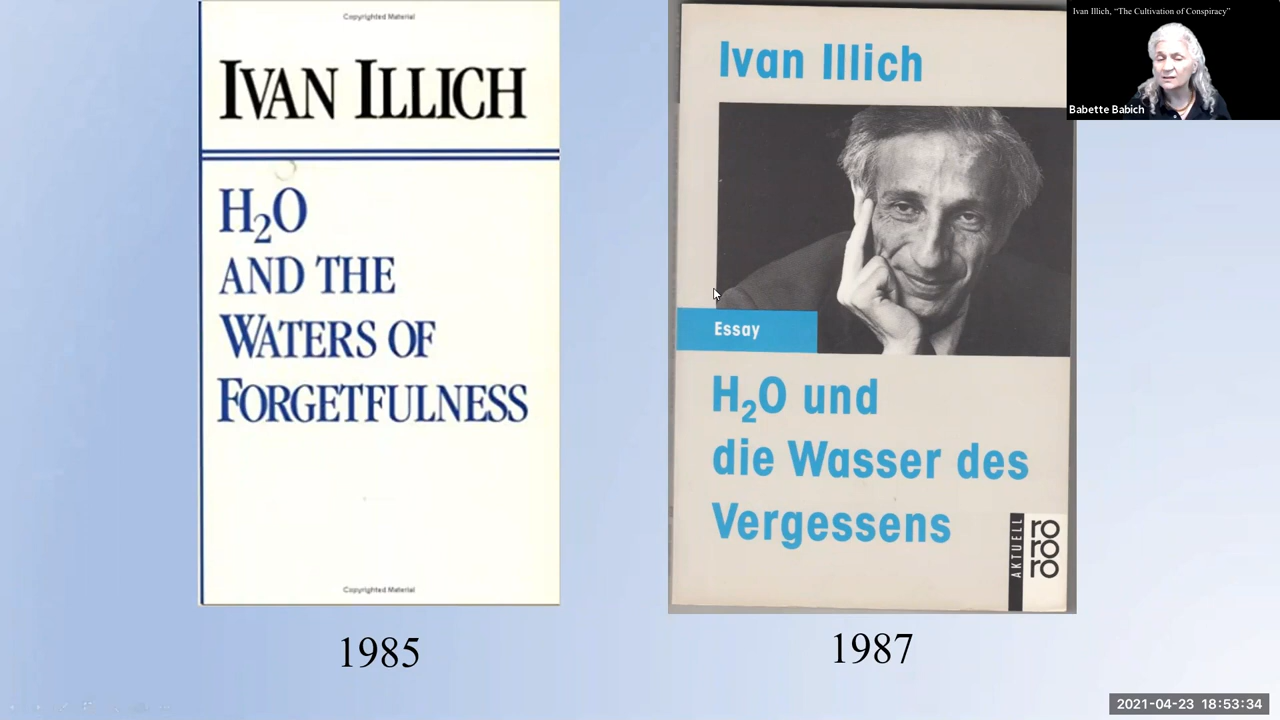 Copyrighted Material
IVAN ILLICH
H2O
AND THE
WATERS OF
FORGETFULNESS
Copyrighted Material
1985
Ivan Illich
Essay
H2O und
die Wasser des
Vergessens
AKTUELL
ro
ro
ro
1987
Ivan Illich, “The Cultivation of Conspiracy”
Babette Babich
2021-04-23 18:53:34